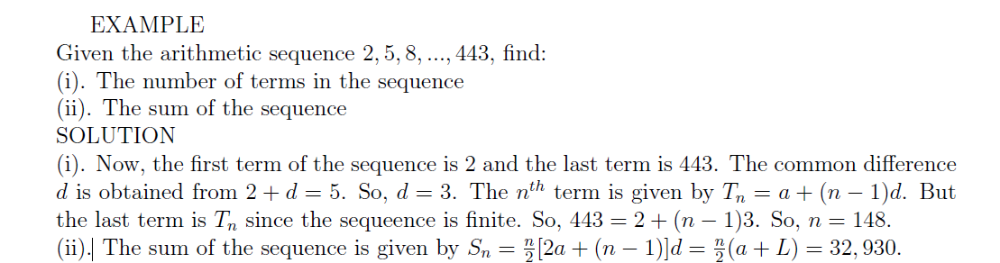 EXAMPLE
Given the arithmetic sequence 2, 5, 8, ..., 443, find:
(i). The number of terms in the sequence
(ii). The sum of the sequence
SOLUTION
(i). Now, the first term of the sequence is 2 and the last term is 443. The common difference
d is obtained from 2 + d = 5. So, d = 3. The n^{th} term is given by T_n = a + (n − 1)d. But
the last term is T_n since the sequeence is finite. So, 443 = 2 + (n − 1)3. So, n = 148.
(ii). The sum of the sequence is given by S_n = \frac{n}{2}[2a + (n − 1)]d = \frac{n}{2}(a + L) = 32, 930.